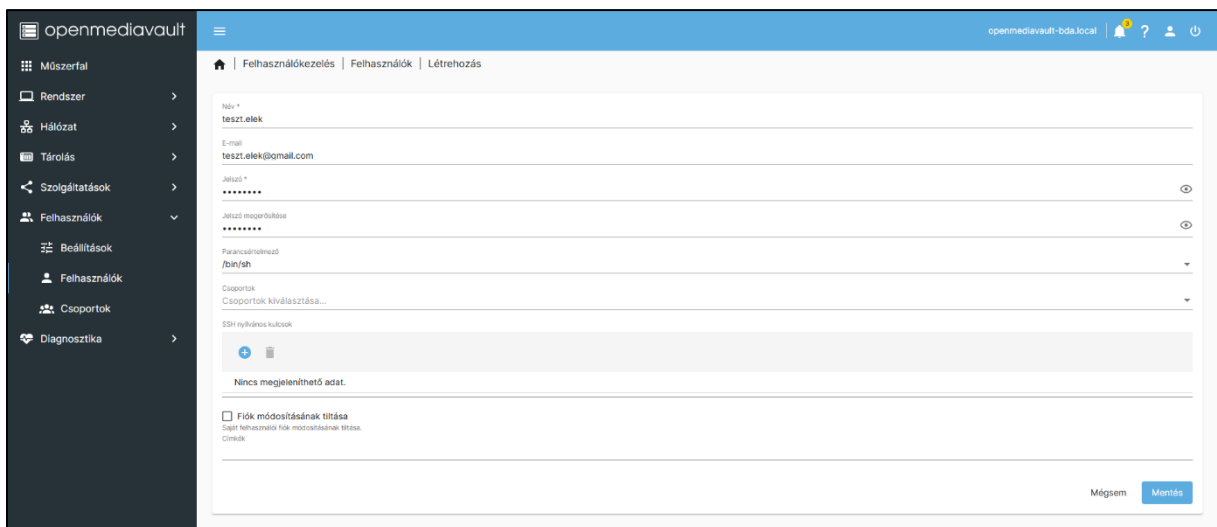 openmediavault
openmediavault-bda.local
3
?
Műszerfal
Rendszer
Hálózat
Tárolás
Szolgáltatások
Felhasználók
Beállítások
Felhasználók
Csoportok
Diagnosztika
| Felhasználókezelés | Felhasználók | Létrehozás
Név *
teszt.elek
E-mail
teszt.elek@gmail.com
Jelszó *
••••••••
Jelszó megerősítése
••••••••
Parancsértelmező
/bin/sh
Csoportok
Csoportok kiválasztása...
SSH nyilvános kulcsok
Nincs megjeleníthető adat.
Fiók módosításának tiltása
Saját felhasználói fiók módosításának tiltása.
Címkék
Mégsem
Mentés